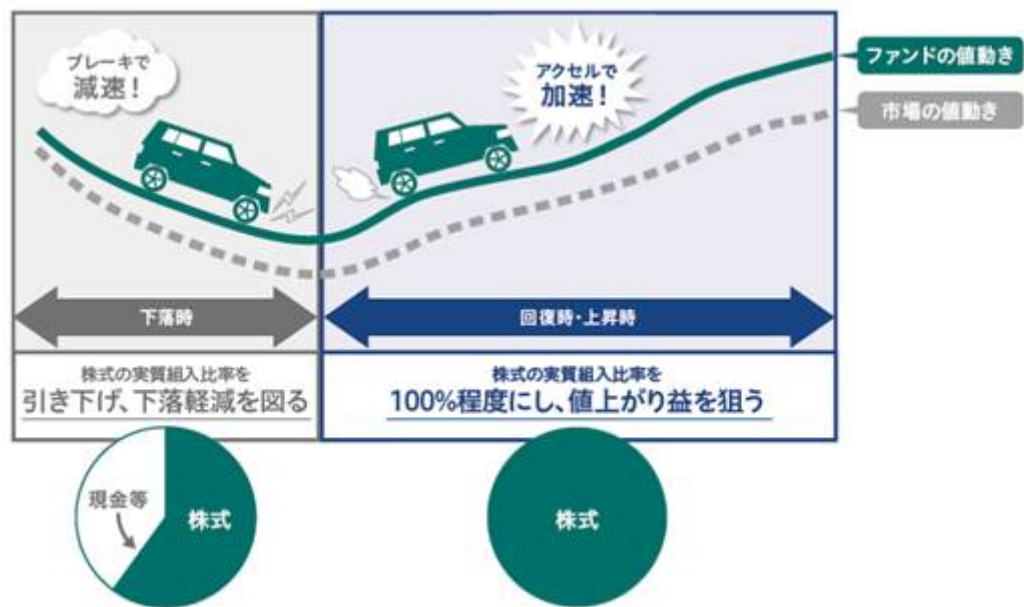 ブレーキで
減速！
アクセルで
加速！
ファンドの値動き
市場の値動き
下落時
回復時・上昇時
株式の実質組入比率を
引き下げ、下落軽減を図る
株式の実質組入比率を
100%程度にし、値上がり益を狙う
現金等
株式
株式